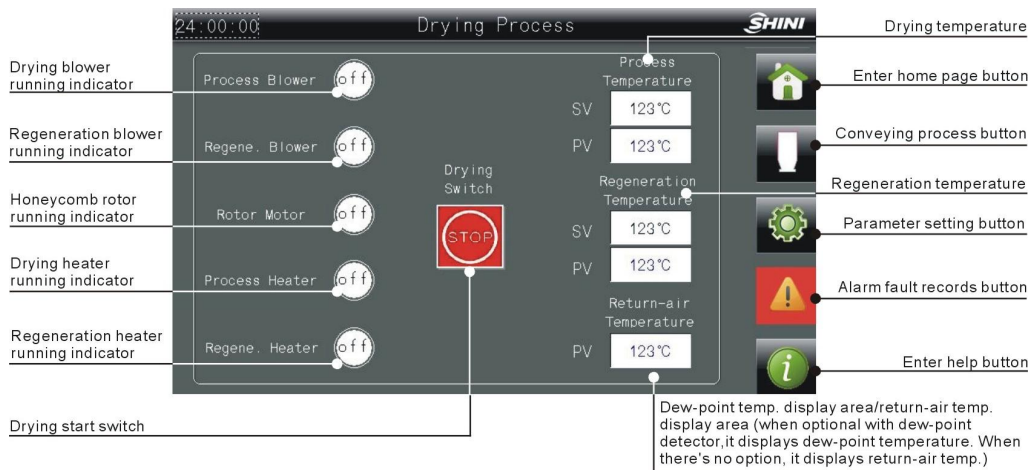 24:00:00 Drying Process SHINI
Drying temperature
Drying blower
running indicator
Process Blower off
Process
Temperature
SV 123℃
PV 123℃
Enter home page button
Regeneration blower
running indicator
Regene. Blower off
Conveying process button
Drying
Switch
STOP
Regeneration
Temperature
SV 123℃
PV 123℃
Regeneration temperature
Honeycomb rotor
running indicator
Rotor Motor off
Parameter setting button
Drying heater
running indicator
Process Heater off
Alarm fault records button
Return-air
Temperature
PV 123℃
Regeneration heater
running indicator
Regene. Heater off
Enter help button
Drying start switch
Dew-point temp. display area/return-air temp.
display area (when optional with dew-point
detector,it displays dew-point temperature. When
there's no option, it displays return-air temp.)